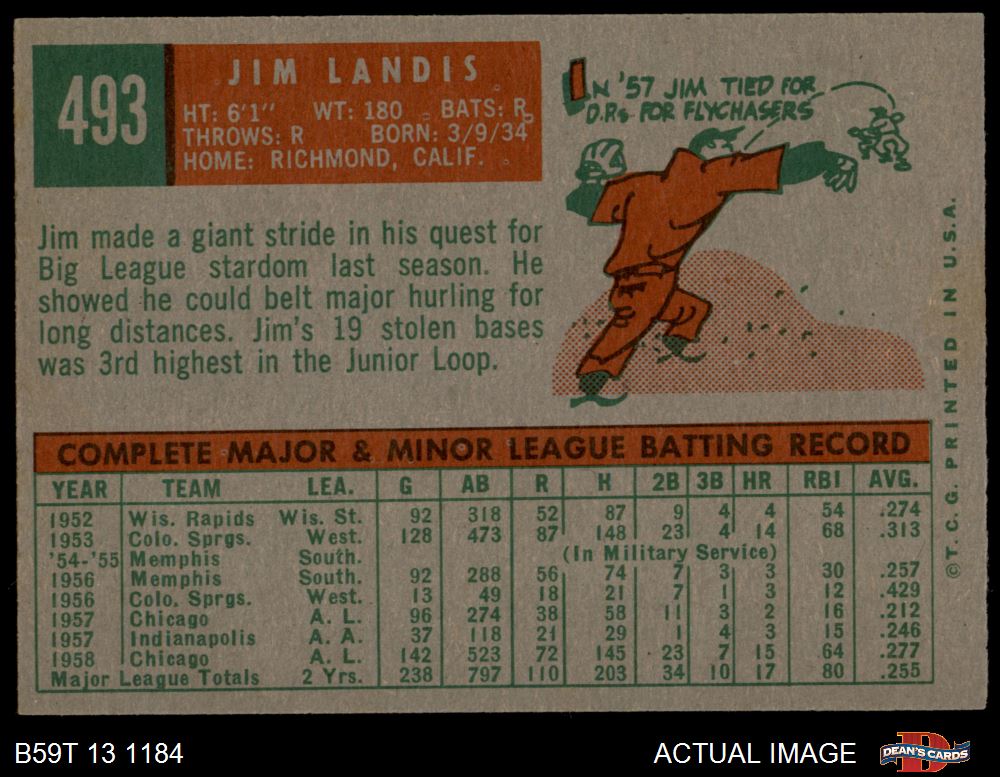 493
JIM LANDIS
HT: 6'1" WT: 180 BATS: R
THROWS: R BORN: 3/9/34
HOME: RICHMOND, CALIF.
IN '57 JIM TIED FOR
D.P.s FOR FLYCHASERS
Jim made a giant stride in his quest for
Big League stardom last season. He
showed he could belt major hurling for
long distances. Jim's 19 stolen bases
was 3rd highest in the Junior Loop.
©T. C. G. PRINTED IN U.S.A.
COMPLETE MAJOR & MINOR LEAGUE BATTING RECORD
YEAR TEAM LEA. G AB R H 2B 3B HR RBI AVG.
1952 Wis. Rapids Wis. St. 92 318 52 87 9 4 4 54 .274
1953 Colo. Sprgs. West. 128 473 87 148 23 4 14 68 .313
'54-'55 Memphis South. (In Military Service)
1956 Memphis South. 92 288 56 74 7 3 3 30 .257
1956 Colo. Sprgs. West. 13 49 18 21 7 1 3 12 .429
1957 Chicago A. L. 96 274 38 58 11 3 2 16 .212
1957 Indianapolis A. A. 37 118 21 29 1 4 3 15 .246
1958 Chicago A. L. 142 523 72 145 23 7 15 64 .277
Major League Totals 2 Yrs. 238 797 110 203 34 10 17 80 .255
B59T 13 1184
ACTUAL IMAGE
DEAN'S CARDS